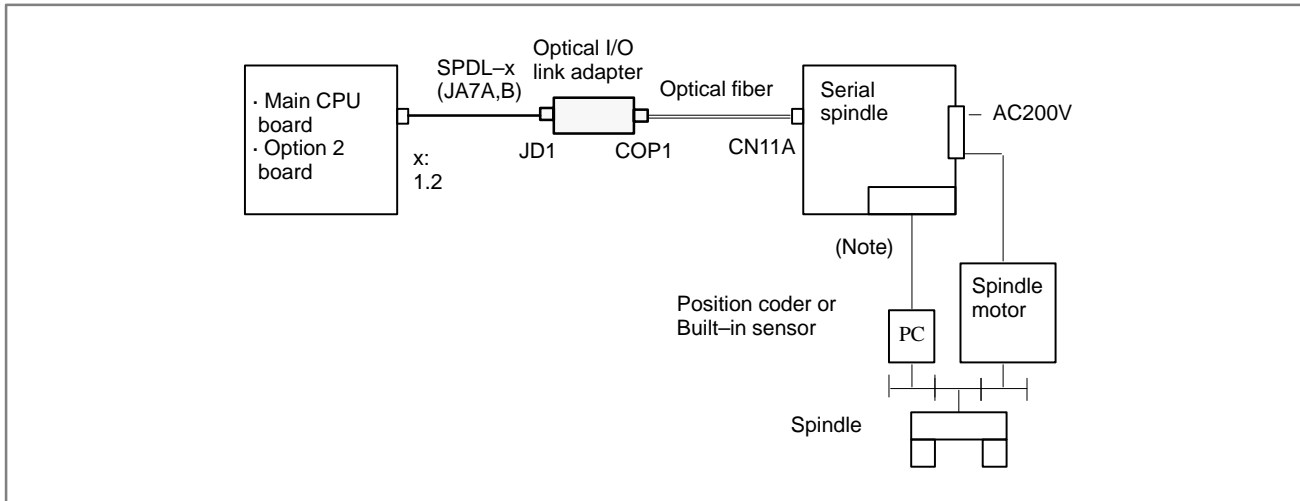 Optical I/O
link adapter
SPDL–x
(JA7A,B)
Optical fiber
· Main CPU
board
· Option 2
board
x:
1.2
JD1
COP1
CN11A
Serial
spindle
AC200V
(Note)
Position coder or
Built–in sensor
PC
Spindle
motor
Spindle